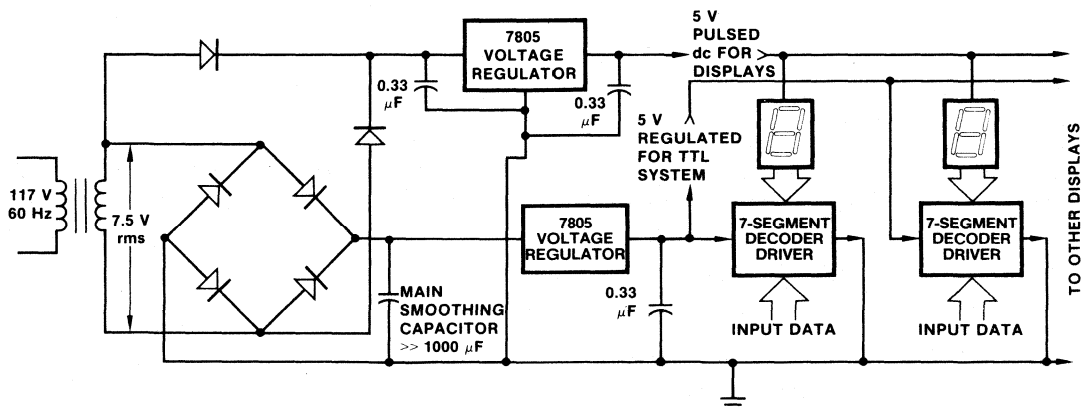 7805
VOLTAGE
REGULATOR
5 V
PULSED
dc FOR
DISPLAYS
0.33
µF
0.33
µF
5 V
REGULATED
FOR TTL
SYSTEM
117 V
60 Hz
7.5 V
rms
7805
VOLTAGE
REGULATOR
7-SEGMENT
DECODER
DRIVER
7-SEGMENT
DECODER
DRIVER
MAIN
SMOOTHING
CAPACITOR
>> 1000 µF
0.33
µF
INPUT DATA
INPUT DATA
TO OTHER DISPLAYS